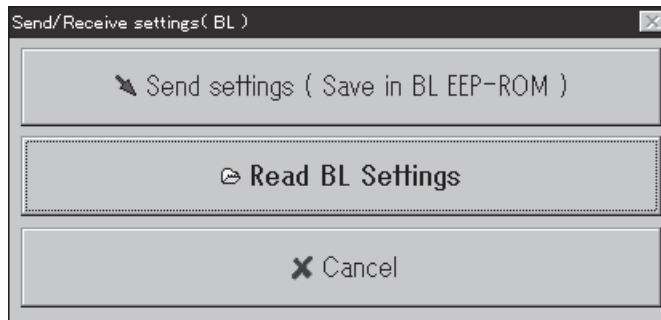 Send/Receive settings( BL )
Send settings ( Save in BL EEP-ROM )
Read BL Settings
Cancel